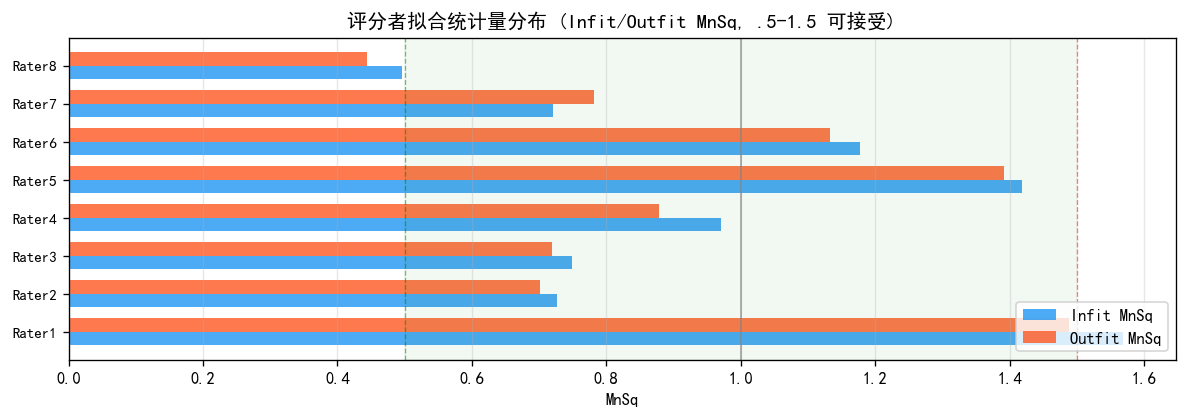 评分者拟合统计量分布 (Infit/Outfit MnSq, .5-1.5 可接受)
Rater8
Rater7
Rater6
Rater5
Rater4
Rater3
Rater2
Rater1
Infit MnSq
Outfit MnSq
0.0 0.2 0.4 0.6 0.8 1.0 1.2 1.4 1.6
MnSq